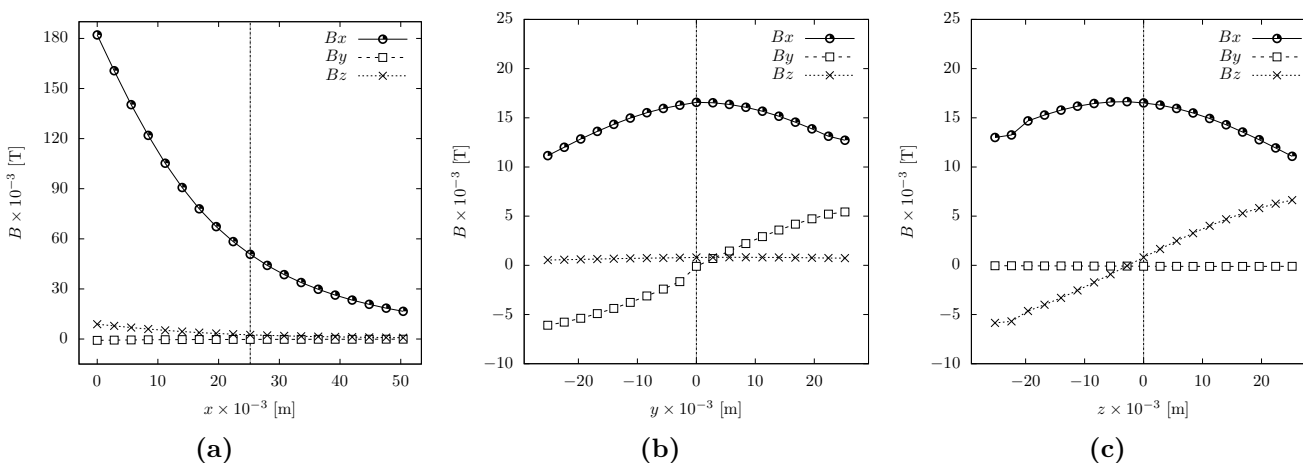 180
150
120
90
60
30
0
B × 10⁻³ [T]
Bx
By
Bz
0 10 20 30 40 50
x × 10⁻³ [m]
(a)
25
20
15
10
5
0
−5
−10
B × 10⁻³ [T]
Bx
By
Bz
−20 −10 0 10 20
y × 10⁻³ [m]
(b)
25
20
15
10
5
0
−5
−10
B × 10⁻³ [T]
Bx
By
Bz
−20 −10 0 10 20
z × 10⁻³ [m]
(c)